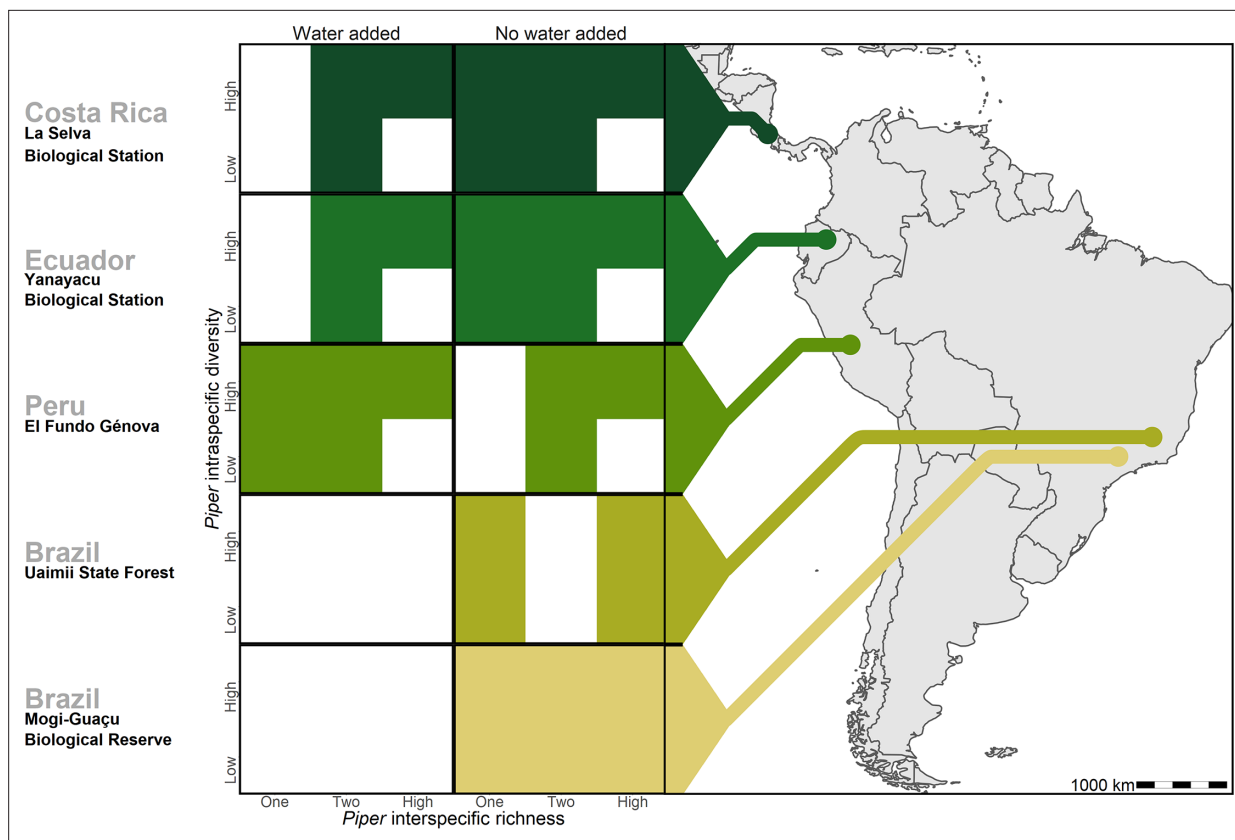 Water added
No water added
Costa Rica
La Selva
Biological Station
High
Low
Ecuador
Yanayacu
Biological Station
High
Low
Piper intraspecific diversity
Peru
El Fundo Génova
High
Low
Brazil
Uaimii State Forest
High
Low
Brazil
Mogi-Guaçu
Biological Reserve
High
Low
1000 km
One Two High One Two High
Piper interspecific richness